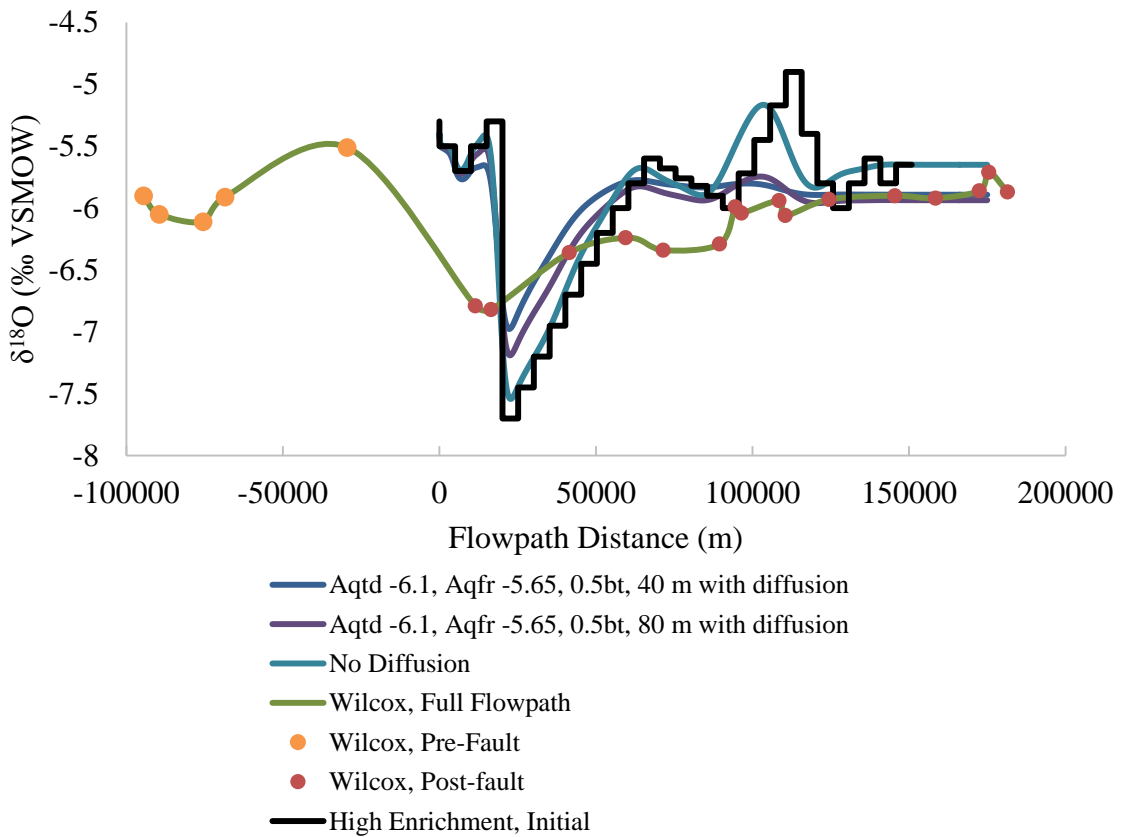 -4.5
-5
-5.5
-6
-6.5
-7
-7.5
-8
δ¹⁸O (‰ VSMOW)
-100000 -50000 0 50000 100000 150000 200000
Flowpath Distance (m)
Aqtd -6.1, Aqfr -5.65, 0.5bt, 40 m with diffusion
Aqtd -6.1, Aqfr -5.65, 0.5bt, 80 m with diffusion
No Diffusion
Wilcox, Full Flowpath
Wilcox, Pre-Fault
Wilcox, Post-fault
High Enrichment, Initial